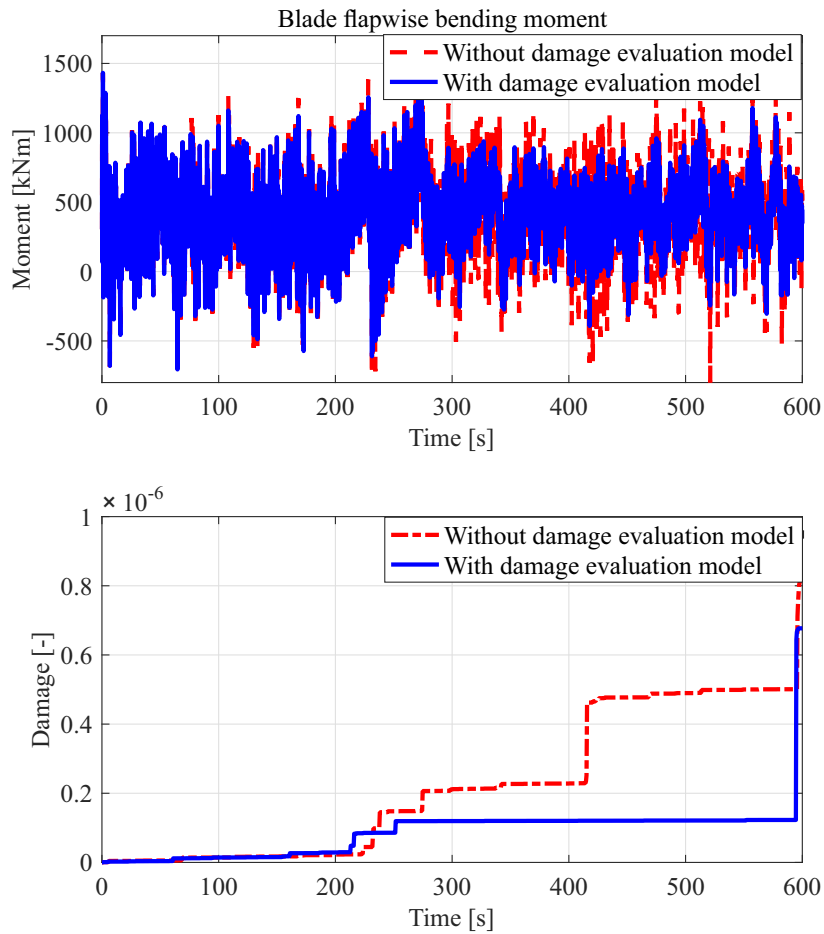 Blade flapwise bending moment
Without damage evaluation model
With damage evaluation model
1500
1000
500
0
-500
Moment [kNm]
0 100 200 300 400 500 600
Time [s]
× 10-6
Without damage evaluation model
With damage evaluation model
1
0.8
0.6
0.4
0.2
0
Damage [-]
0 100 200 300 400 500 600
Time [s]